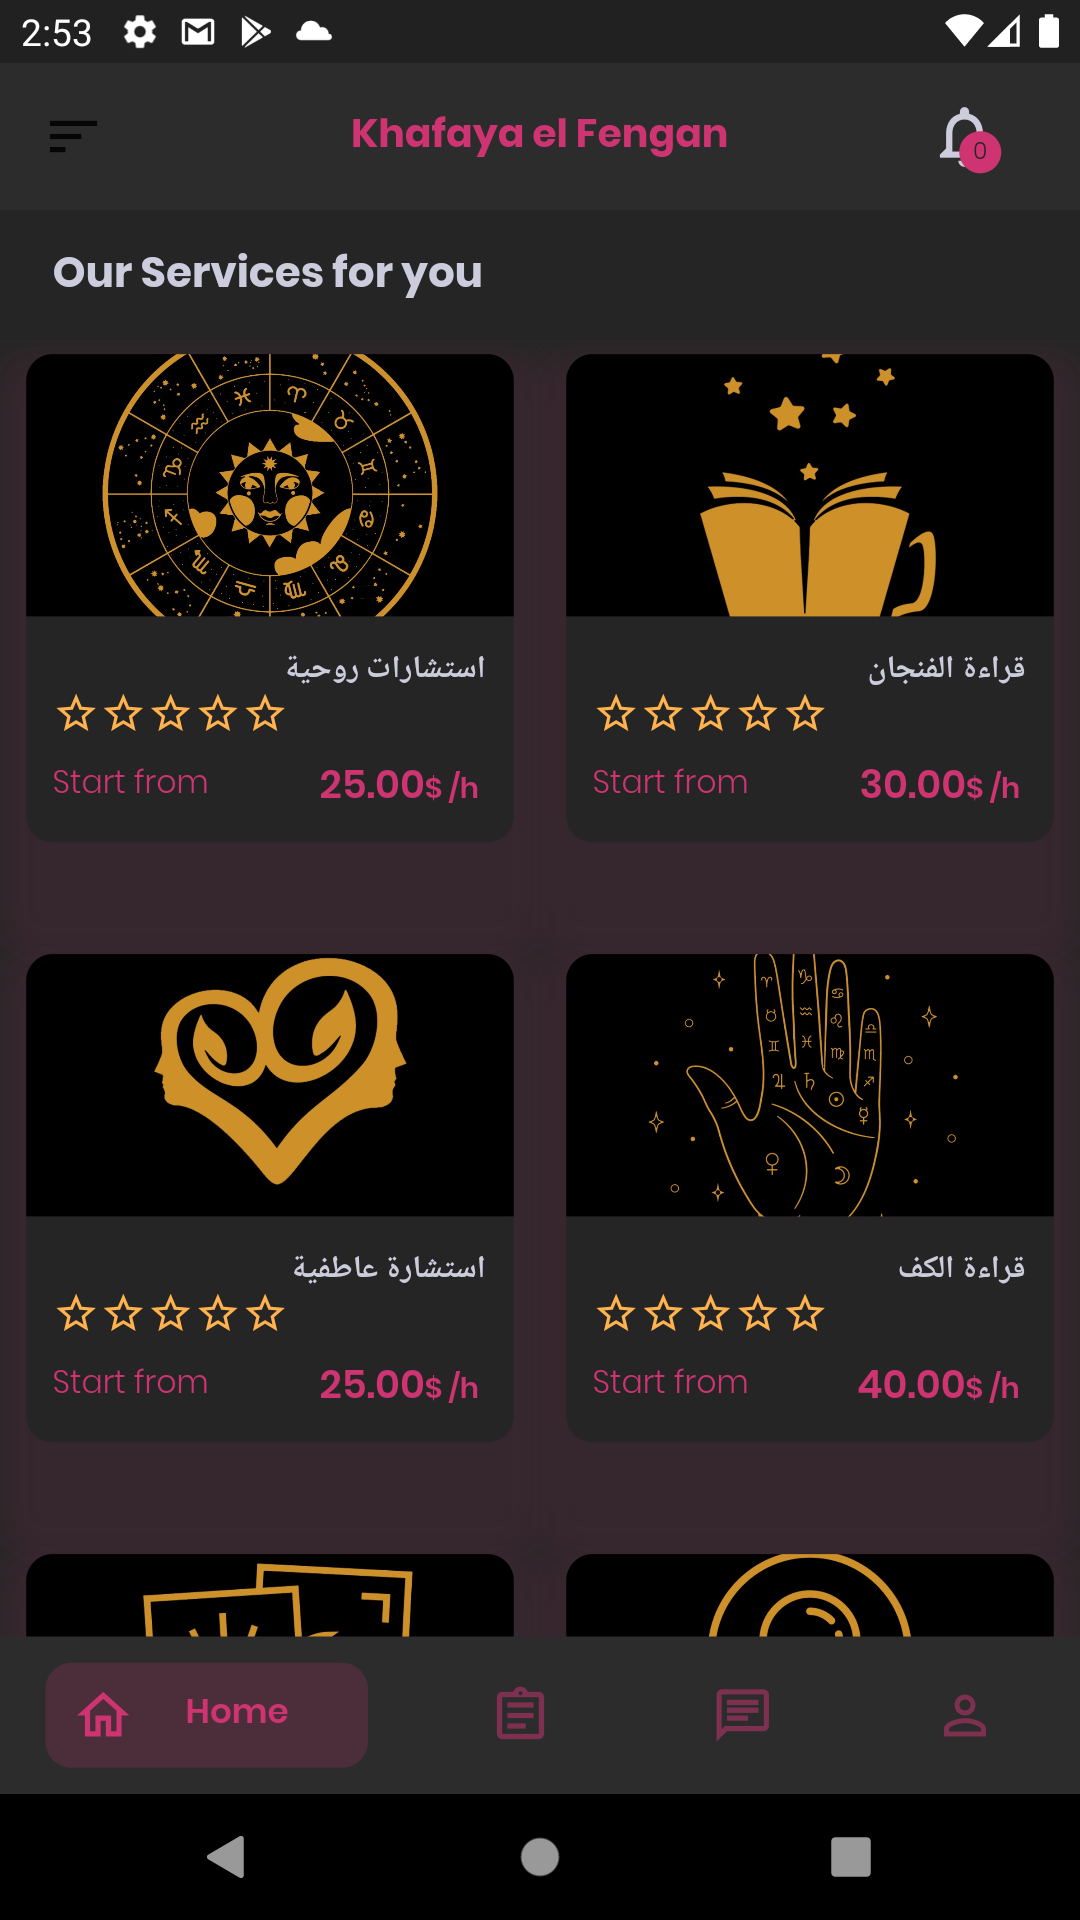 2:53
Khafaya el Fengan
0
Our Services for you
استشارات روحية
Start from 25.00$ /h
قراءة الفنجان
Start from 30.00$ /h
استشارة عاطفية
Start from 25.00$ /h
قراءة الكف
Start from 40.00$ /h
Home